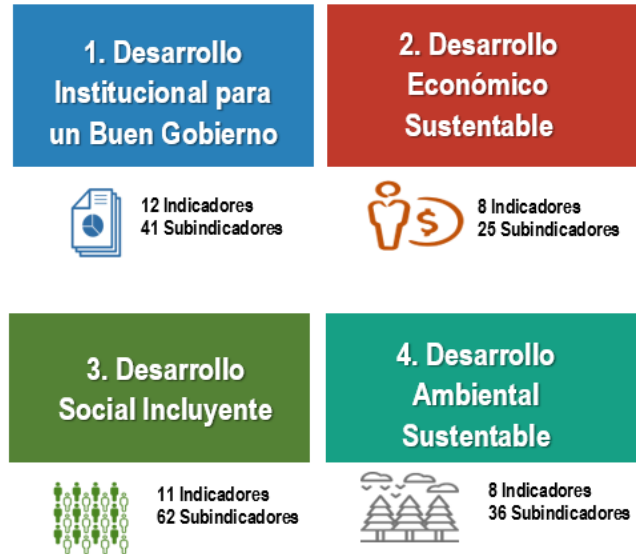 1. Desarrollo
Institucional para
un Buen Gobierno
12 Indicadores
41 Subindicadores
2. Desarrollo
Económico
Sustentable
$
8 Indicadores
25 Subindicadores
3. Desarrollo
Social Incluyente
11 Indicadores
62 Subindicadores
4. Desarrollo
Ambiental
Sustentable
8 Indicadores
36 Subindicadores